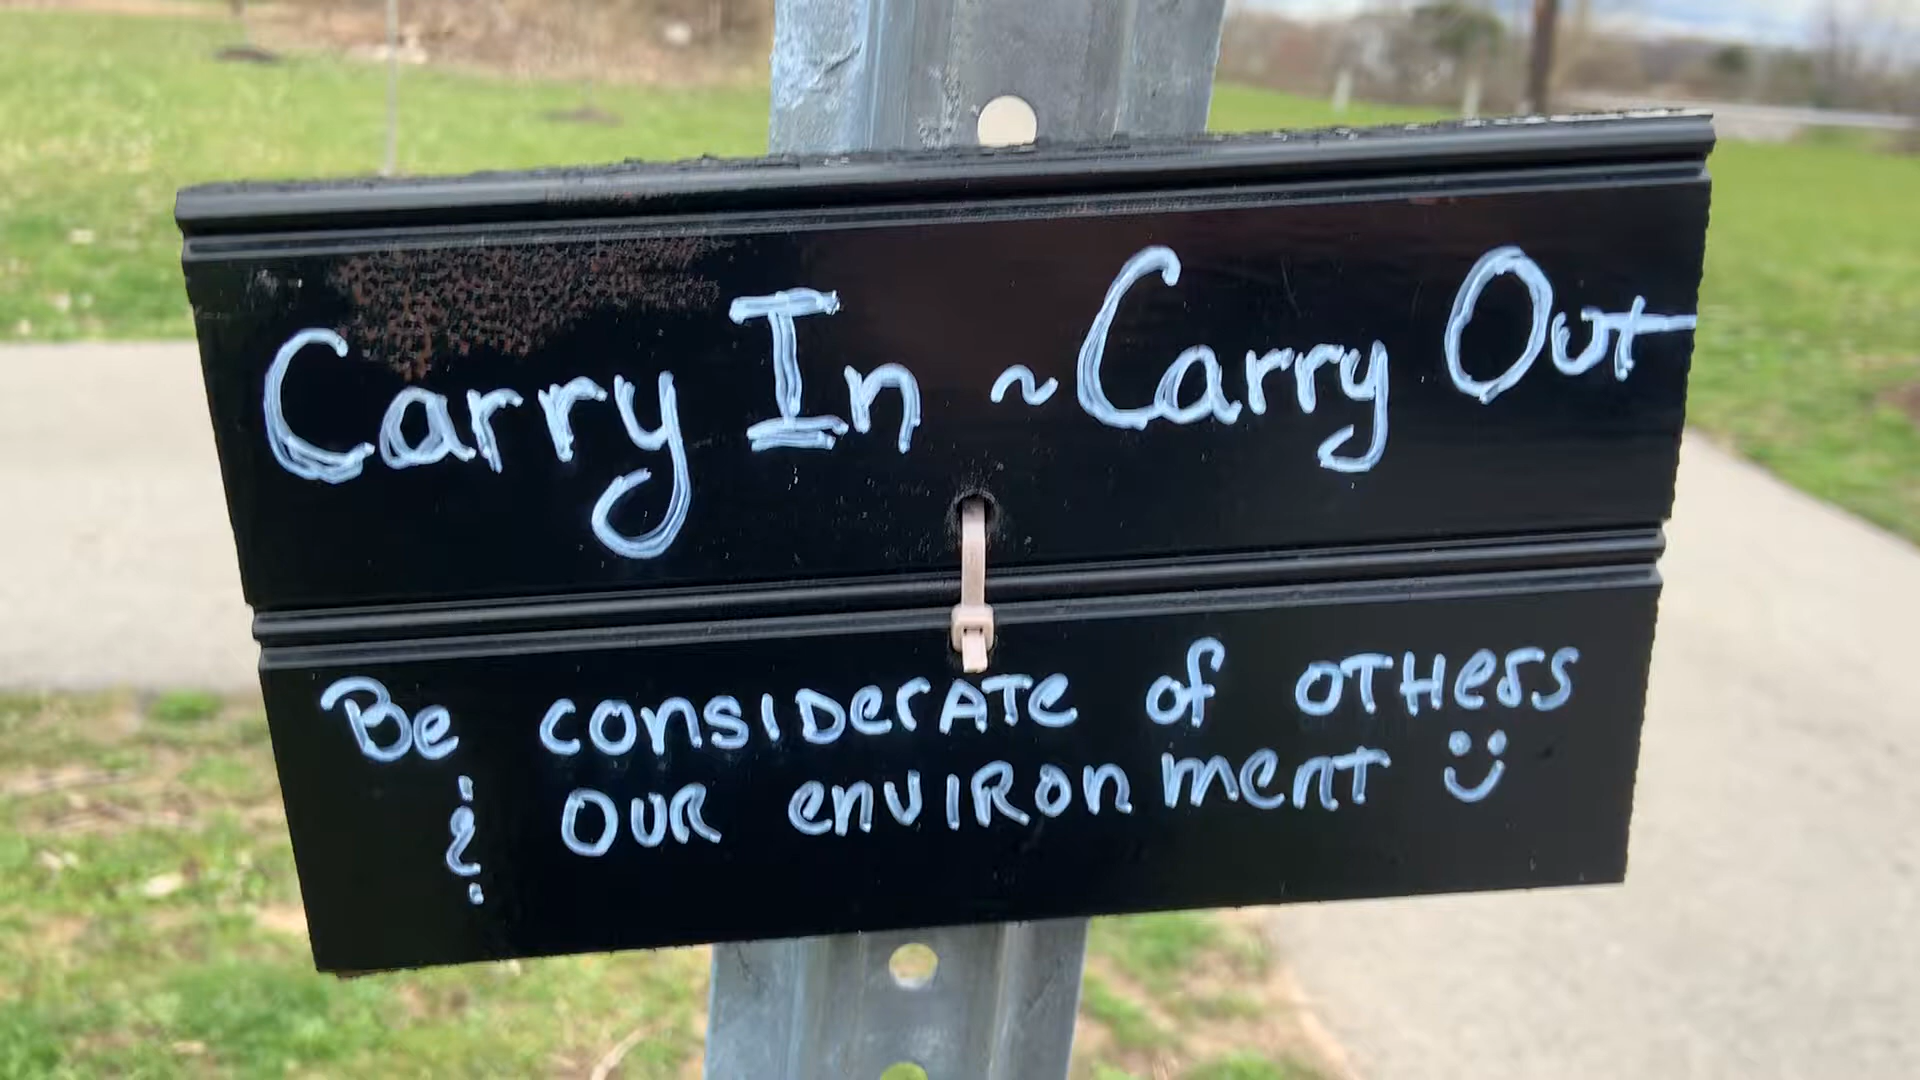 Carry In ~ Carry Out
Be consIDerATe of oTHers
& OUR envIRonmenT :)